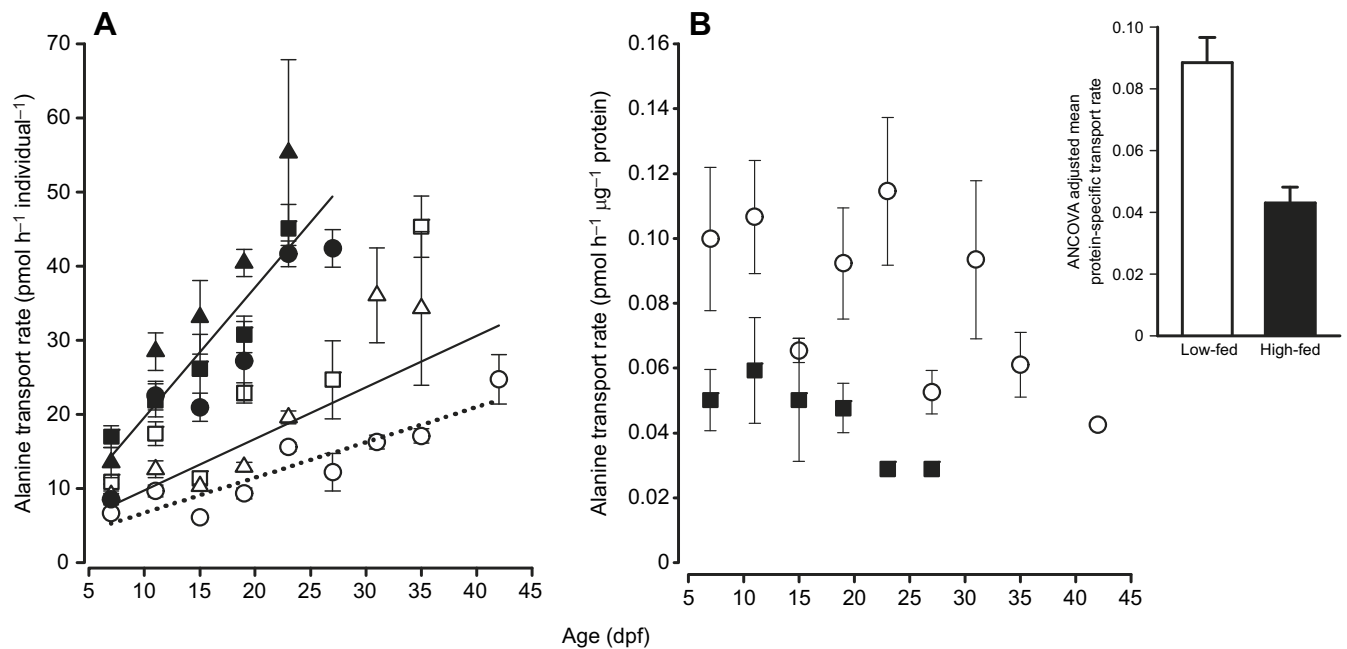 A
Alanine transport rate (pmol h⁻¹ individual⁻¹)
70
60
50
40
30
20
10
0
5 10 15 20 25 30 35 40 45
B
Alanine transport rate (pmol h⁻¹ µg⁻¹ protein)
0.16
0.14
0.12
0.10
0.08
0.06
0.04
0.02
0
5 10 15 20 25 30 35 40 45
ANCOVA adjusted mean
protein-specific transport rate
0.10
0.08
0.06
0.04
0.02
0
Low-fed High-fed
Age (dpf)